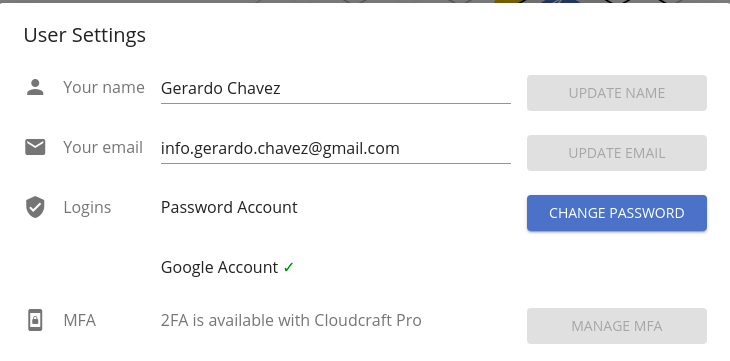 User Settings
Your name Gerardo Chavez UPDATE NAME
Your email info.gerardo.chavez@gmail.com UPDATE EMAIL
Logins Password Account CHANGE PASSWORD
Google Account ✓
MFA 2FA is available with Cloudcraft Pro MANAGE MFA